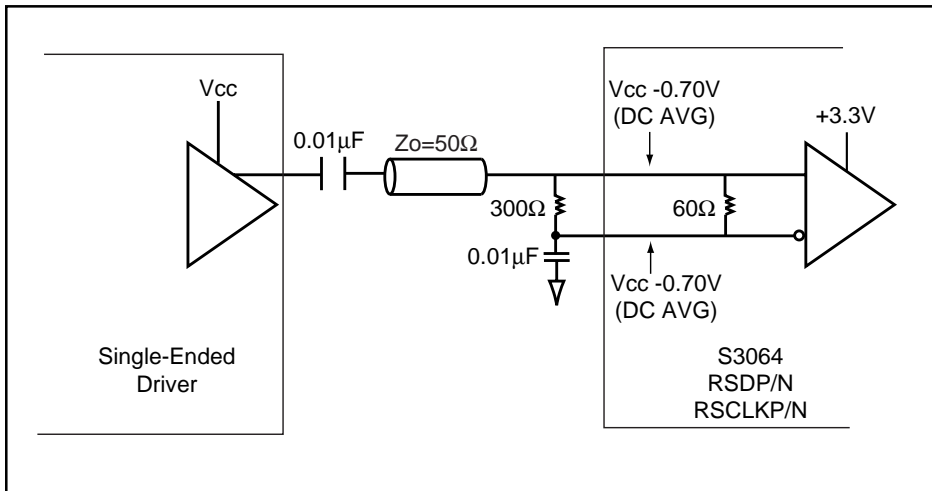 Vcc
0.01μF
Zo=50Ω
Vcc -0.70V
(DC AVG)
+3.3V
300Ω
60Ω
0.01μF
Vcc -0.70V
(DC AVG)
Single-Ended
Driver
S3064
RSDP/N
RSCLKP/N